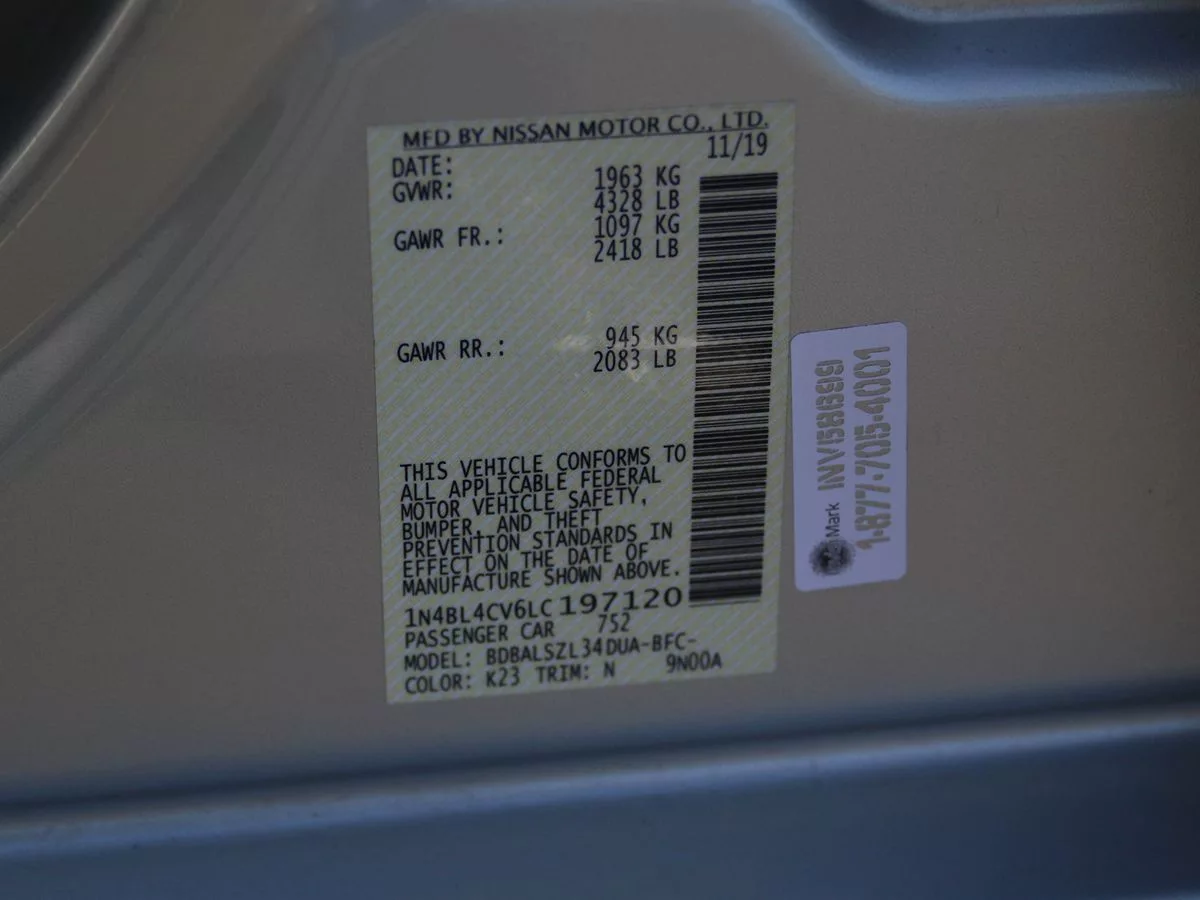 MFD BY NISSAN MOTOR CO., LTD.
DATE: 11/19
GVWR: 1963 KG
4328 LB
GAWR FR.: 1097 KG
2418 LB
GAWR RR.: 945 KG
2083 LB
THIS VEHICLE CONFORMS TO
ALL APPLICABLE FEDERAL
MOTOR VEHICLE SAFETY,
BUMPER, AND THEFT
PREVENTION STANDARDS IN
EFFECT ON THE DATE OF
MANUFACTURE SHOWN ABOVE.
1N4BL4CV6LC197120
PASSENGER CAR 752
MODEL: BDBALSZL34DUA-BFC-
COLOR: K23 TRIM: N 9N00A
Mark
1-877-705-4001